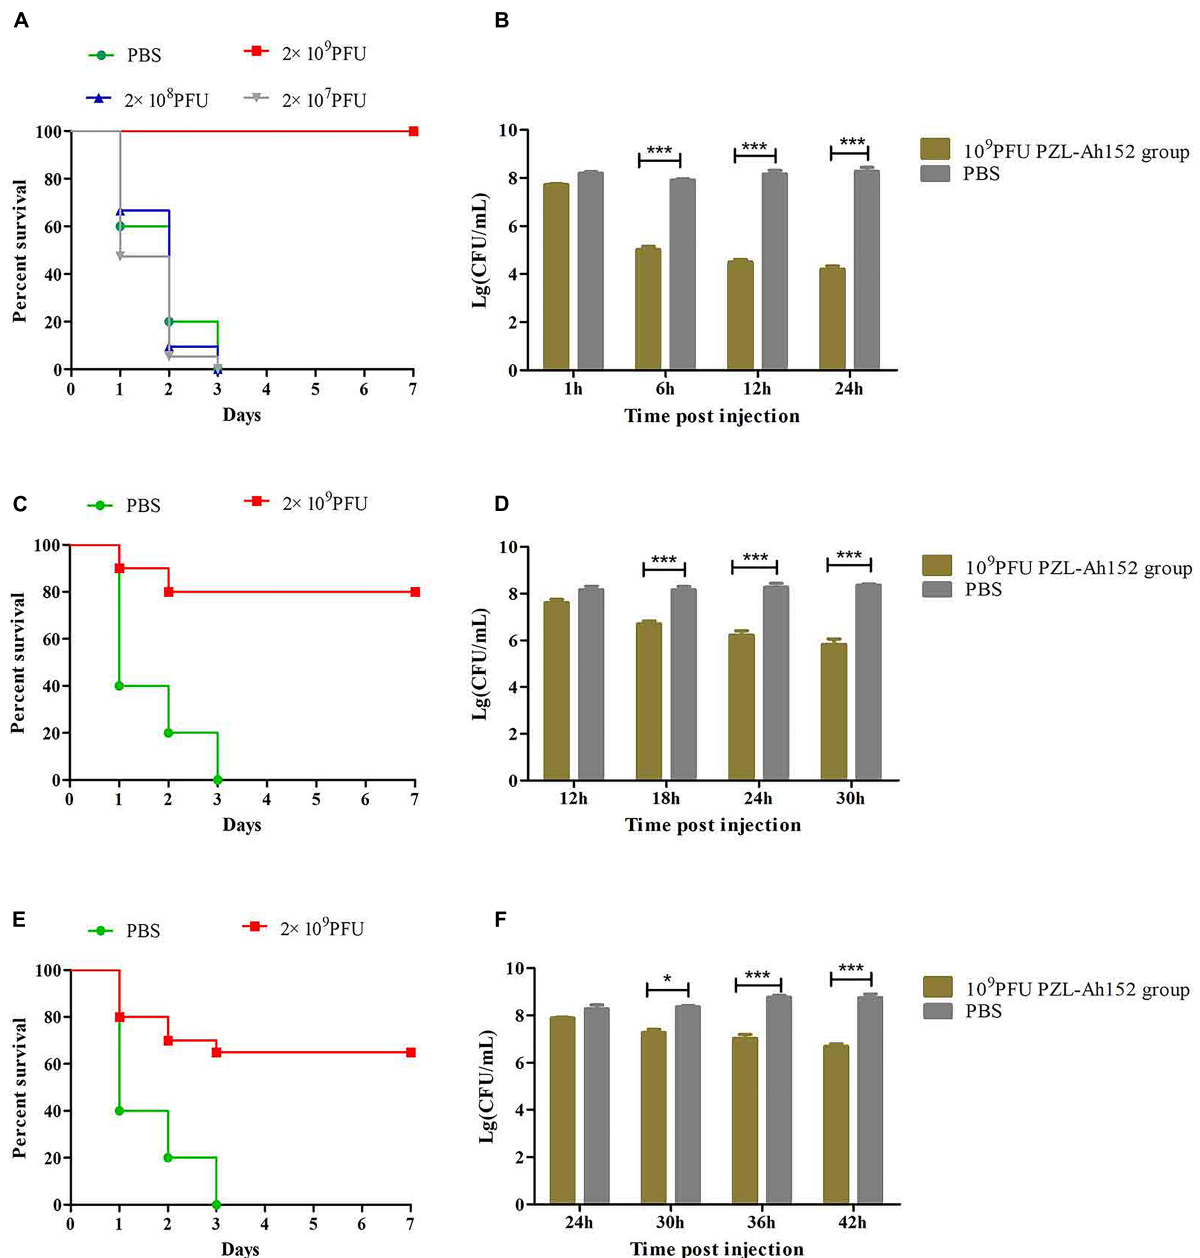 A
PBS
2× 10⁹PFU
2× 10⁸PFU
2× 10⁷PFU
Percent survival
100
80
60
40
20
0
0 1 2 3 4 5 6 7
Days
B
10⁹PFU PZL-Ah152 group
PBS
Lg(CFU/mL)
10
8
6
4
2
0
*** *** ***
1h 6h 12h 24h
Time post injection
C
PBS
2× 10⁹PFU
Percent survival
100
80
60
40
20
0
0 1 2 3 4 5 6 7
Days
D
10⁹PFU PZL-Ah152 group
PBS
Lg(CFU/mL)
10
8
6
4
2
0
*** *** ***
12h 18h 24h 30h
Time post injection
E
PBS
2× 10⁹PFU
Percent survival
100
80
60
40
20
0
0 1 2 3 4 5 6 7
Days
F
10⁹PFU PZL-Ah152 group
PBS
Lg(CFU/mL)
10
8
6
4
2
0
* *** ***
24h 30h 36h 42h
Time post injection